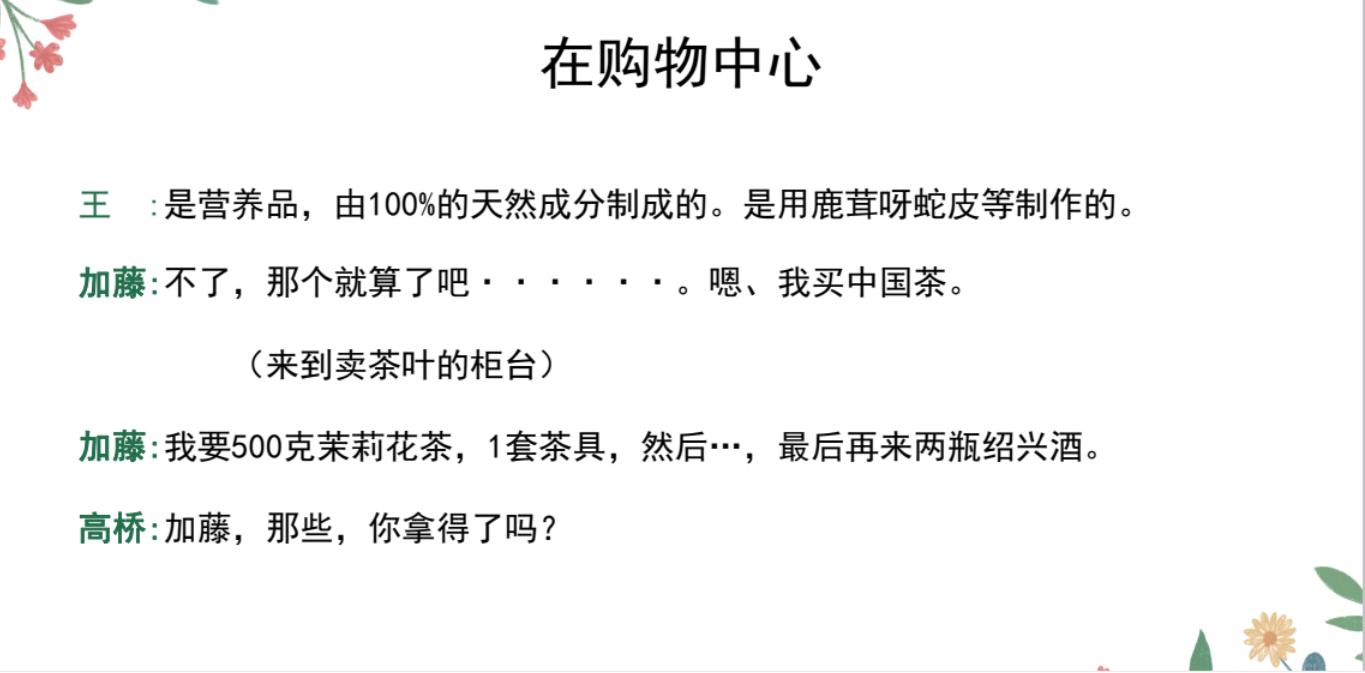 在购物中心
王 :是营养品，由100%的天然成分制成的。是用鹿茸呀蛇皮等制作的。
加藤:不了，那个就算了吧······。嗯、我买中国茶。
（来到卖茶叶的柜台）
加藤:我要500克茉莉花茶，1套茶具，然后…，最后再来两瓶绍兴酒。
高桥:加藤，那些，你拿得了吗？